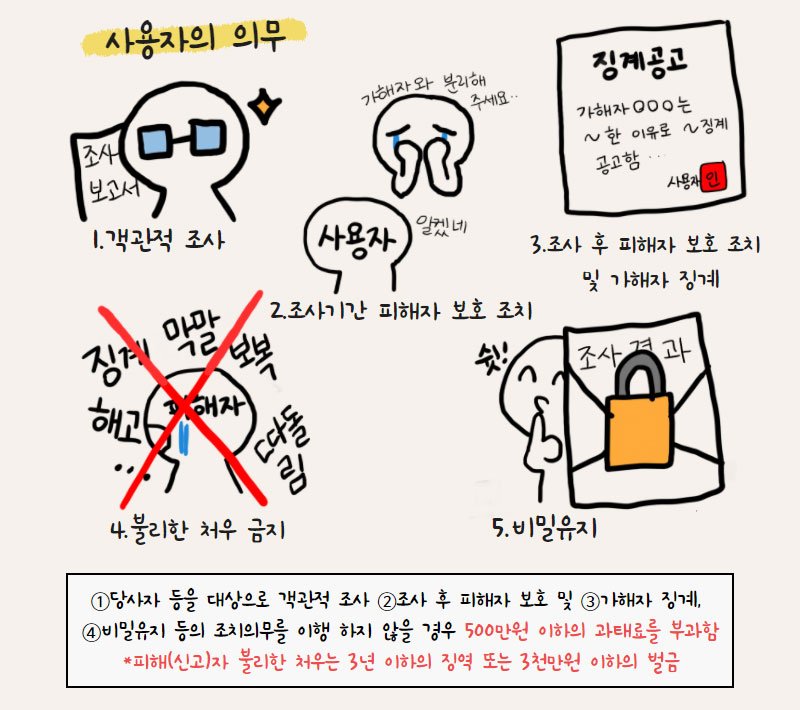 사용자의 의무
조사
보고서
1.객관적 조사
가해자와 분리해
주세요..
사용자
알겠네
2.조사기간 피해자 보호 조치
징계공고
가해자 OOO는
~한 이유로 ~징계
공고함...
사용자 인
3.조사 후 피해자 보호 조치
및 가해자 징계
징계 막말 보복
해고 피해자 따돌림
...
4.불리한 처우 금지
쉿!
조사결과
5.비밀유지
①당사자 등을 대상으로 객관적 조사 ②조사 후 피해자 보호 및 ③가해자 징계,
④비밀유지 등의 조치의무를 이행 하지 않을 경우 500만원 이하의 과태료를 부과함
*피해(신고)자 불리한 처우는 3년 이하의 징역 또는 3천만원 이하의 벌금